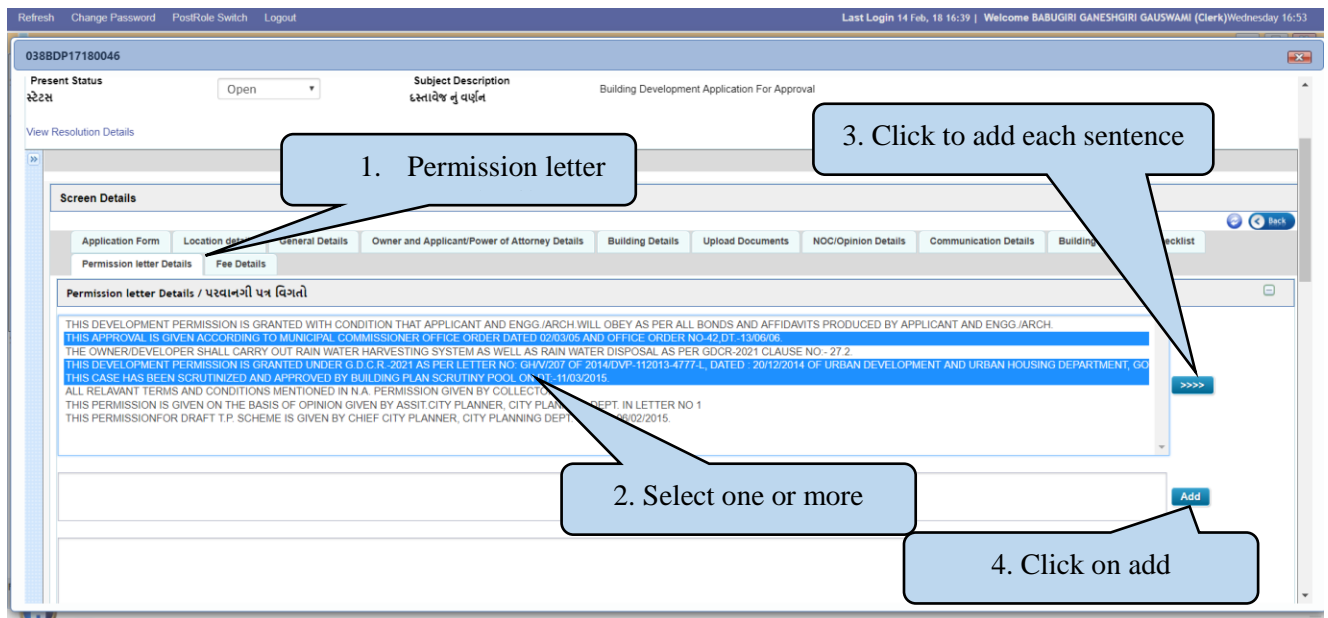 Refresh Change Password PostRole Switch Logout Last Login 14 Feb, 18 16:39 | Welcome BABUGIRI GANESHGIRI GAUSWAMI (Clerk)Wednesday 16:53
038BDP17180046
Present Status Open Subject Description Building Development Application For Approval
સ્ટેટસ દસ્તાવેજ નું વર્ણન
View Resolution Details
3. Click to add each sentence
1. Permission letter
Screen Details
Back
Application Form Location details General Details Owner and Applicant/Power of Attorney Details Building Details Upload Documents NOC/Opinion Details Communication Details Building
Permission letter Details Fee Details
Permission letter Details / પરવાનગી પત્ર વિગતો
THIS DEVELOPMENT PERMISSION IS GRANTED WITH CONDITION THAT APPLICANT AND ENGG./ARCH.WILL OBEY AS PER ALL BONDS AND AFFIDAVITS PRODUCED BY APPLICANT AND ENGG./ARCH.
THIS APPROVAL IS GIVEN ACCORDING TO MUNICIPAL COMMISSIONER OFFICE ORDER DATED 02/03/05 AND OFFICE ORDER NO-42,DT.-13/06/06.
THE OWNER/DEVELOPER SHALL CARRY OUT RAIN WATER HARVESTING SYSTEM AS WELL AS RAIN WATER DISPOSAL AS PER GDCR-2021 CLAUSE NO:- 27.2.
THIS DEVELOPMENT PERMISSION IS GRANTED UNDER G.D.C.R.-2021 AS PER LETTER NO: GH/V/207 OF 2014/DVP-112013-4777-L, DATED : 20/12/2014 OF URBAN DEVELOPMENT AND URBAN HOUSING DEPARTMENT, GO
THIS CASE HAS BEEN SCRUTINIZED AND APPROVED BY BUILDING PLAN SCRUTINY POOL ON DT:-11/03/2015.
ALL RELAVANT TERMS AND CONDITIONS MENTIONED IN N.A. PERMISSION GIVEN BY COLLECTOR
THIS PERMISSION IS GIVEN ON THE BASIS OF OPINION GIVEN BY ASSIT.CITY PLANNER, CITY PLANNING DEPT. IN LETTER NO 1
THIS PERMISSIONFOR DRAFT T.P. SCHEME IS GIVEN BY CHIEF CITY PLANNER, CITY PLANNING DEPT. 06/02/2015.
>>>>
2. Select one or more
Add
4. Click on add